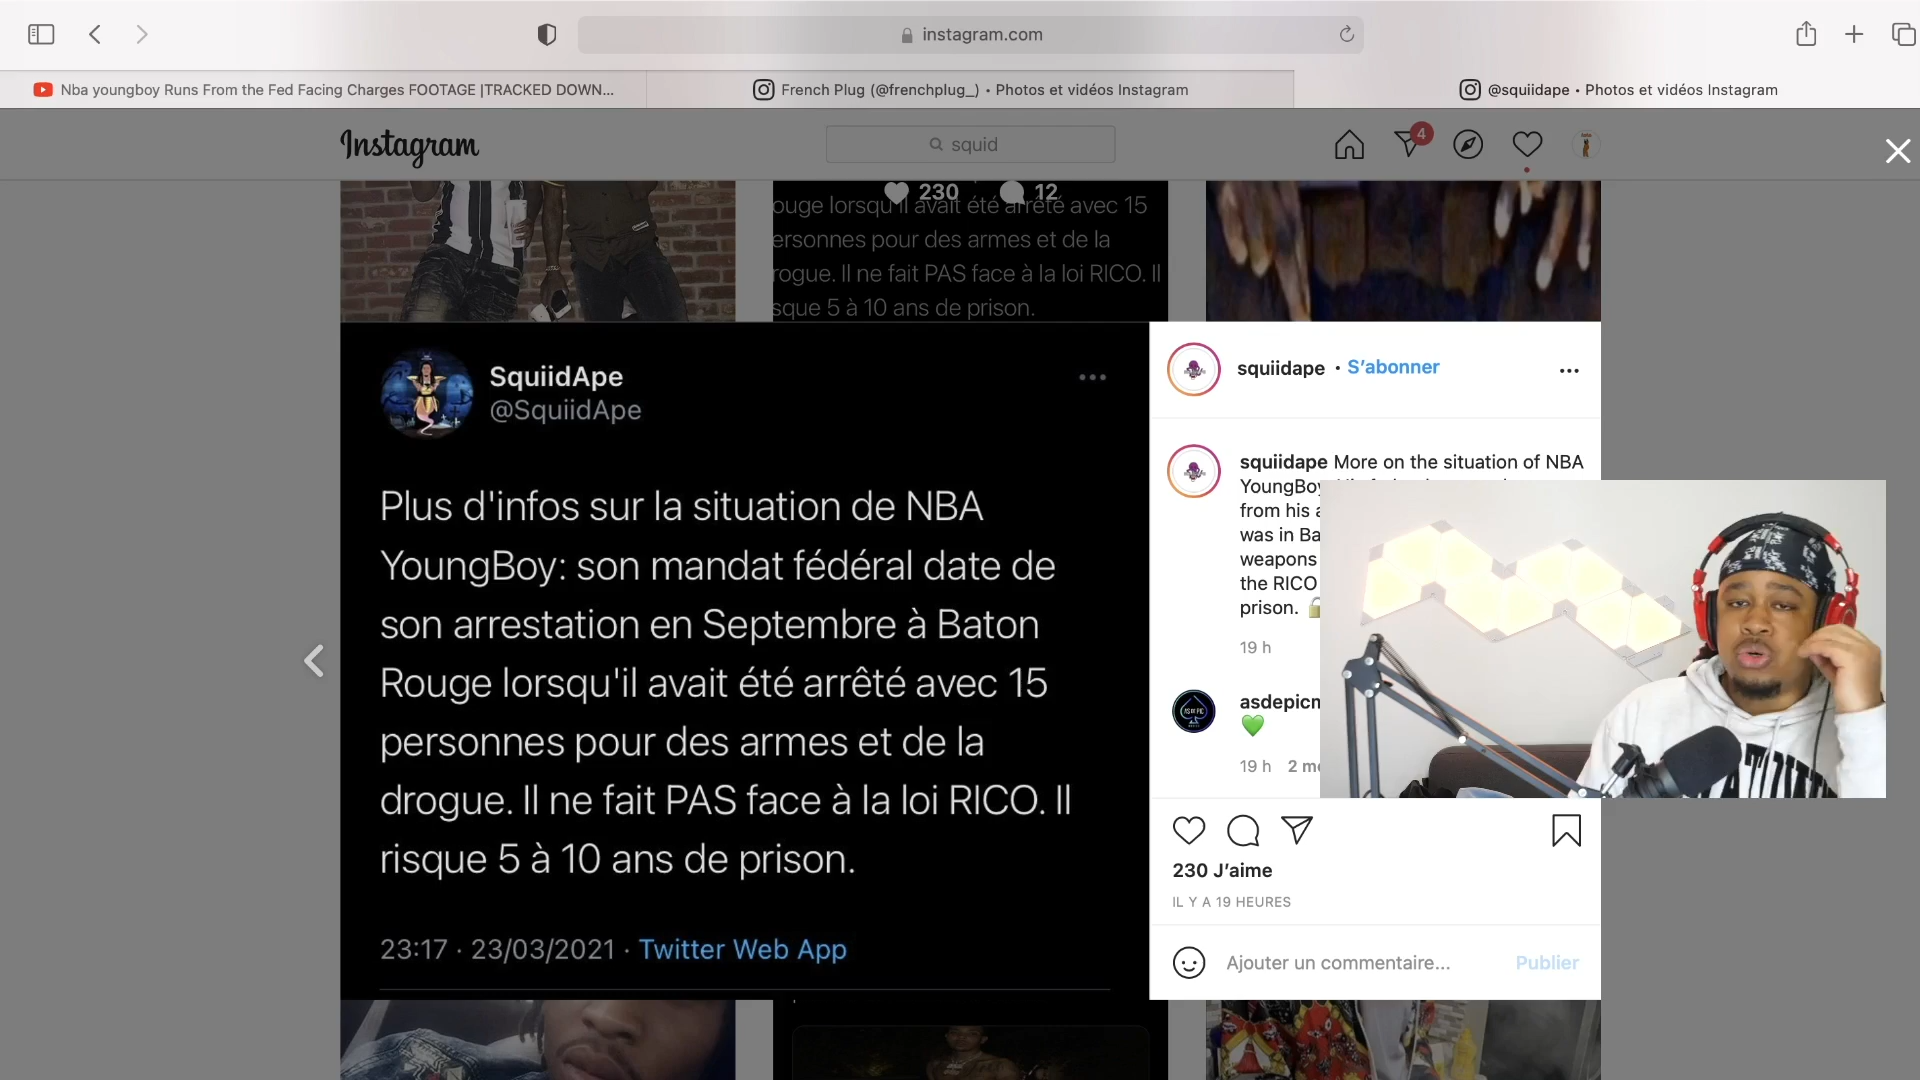 instagram.com
Nba youngboy Runs From the Fed Facing Charges FOOTAGE |TRACKED DOWN...
French Plug (@frenchplug_) • Photos et vidéos Instagram
@squiidape • Photos et vidéos Instagram
Instagram
squid
4
230 12
ouge lorsqu'il avait été arrêté avec 15
ersonnes pour des armes et de la
rogue. Il ne fait PAS face à la loi RICO. Il
sque 5 à 10 ans de prison.
SquiidApe
@SquiidApe
Plus d'infos sur la situation de NBA
YoungBoy: son mandat fédéral date de
son arrestation en Septembre à Baton
Rouge lorsqu'il avait été arrêté avec 15
personnes pour des armes et de la
drogue. Il ne fait PAS face à la loi RICO. Il
risque 5 à 10 ans de prison.
23:17 · 23/03/2021 · Twitter Web App
squiidape • S'abonner
squiidape More on the situation of NBA
YoungBoy
from his
was in Ba
weapons
the RICO
prison.
19 h
asdepic
19 h 2 m
230 J'aime
IL Y A 19 HEURES
Ajouter un commentaire... Publier